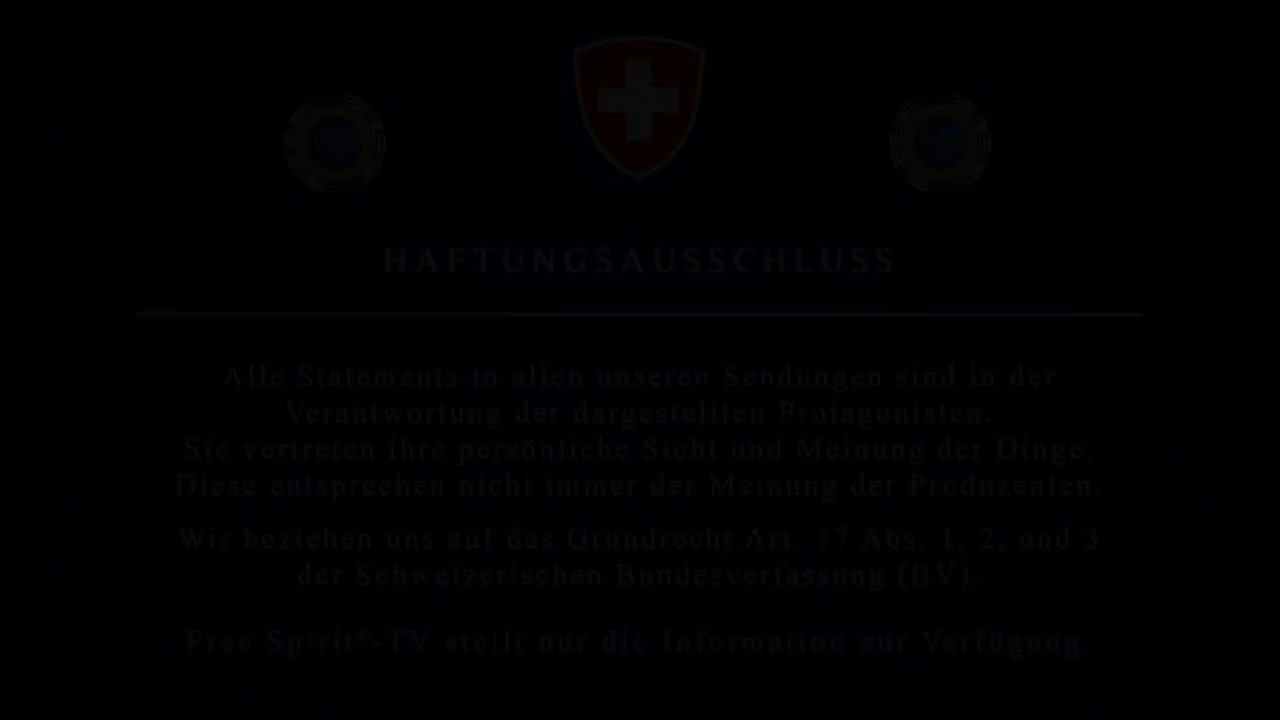 HAFTUNGSAUSSCHLUSS
Alle Statements in allen unseren Sendungen sind in der
Verantwortung der dargestellten Protagonisten.
Sie vertreten ihre persönliche Sicht und Meinung der Dinge.
Diese entsprechen nicht immer der Meinung der Produzenten.
Wir beziehen uns auf das Grundrecht Art. 17 Abs. 1, 2, und 3
der Schweizerischen Bundesverfassung (BV).
Free Spirit®-TV stellt nur die Information zur Verfügung.